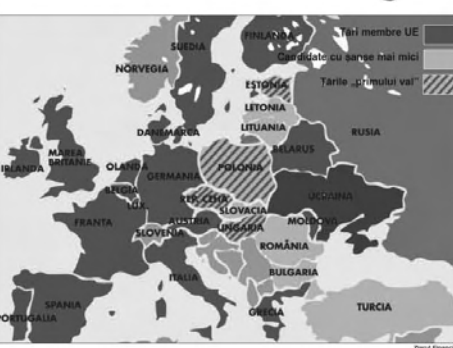 Țări membre UE
Candidate cu șanse mai mici
Țările „primului val”
FINLANDA
SUEDIA
NORVEGIA
ESTONIA
LETONIA
LITUANIA
RUSIA
DANEMARCA
BELARUS
MAREA
BRITANIE
IRLANDA
OLANDA
POLONIA
GERMANIA
BELGIA
UCRAINA
LUX.
REP. CEHĂ
SLOVACIA
FRANTA
AUSTRIA
UNGARIA
MOLDOVA
SLOVENIA
ROMÂNIA
ITALIA
BULGARIA
SPANIA
PORTUGALIA
GRECIA
TURCIA